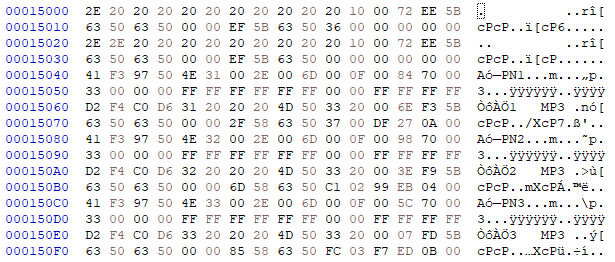 00015000 2E 20 20 20 20 20 20 20 20 20 20 10 00 72 EE 5B .          ..rî[
00015010 63 50 63 50 00 00 EF 5B 63 50 36 00 00 00 00 00 cPcP..ï[cP6.....
00015020 2E 2E 20 20 20 20 20 20 20 20 20 10 00 72 EE 5B ..         ..rî[
00015030 63 50 63 50 00 00 EF 5B 63 50 00 00 00 00 00 00 cPcP..ï[cP......
00015040 41 F3 97 50 4E 31 00 2E 00 6D 00 0F 00 84 70 00 Aó—PN1...m...„p.
00015050 33 00 00 00 FF FF FF FF FF FF 00 00 FF FF FF FF 3...ÿÿÿÿÿÿ..ÿÿÿÿ
00015060 D2 F4 C0 D6 31 20 20 20 4D 50 33 20 00 6E F3 5B ÒôÀÖ1   MP3 .nó[
00015070 63 50 63 50 00 00 2F 58 63 50 37 00 DF 27 0A 00 cPcP../XcP7.ß'..
00015080 41 F3 97 50 4E 32 00 2E 00 6D 00 0F 00 98 70 00 Aó—PN2...m...˜p.
00015090 33 00 00 00 FF FF FF FF FF FF 00 00 FF FF FF FF 3...ÿÿÿÿÿÿ..ÿÿÿÿ
000150A0 D2 F4 C0 D6 32 20 20 20 4D 50 33 20 00 3E F9 5B ÒôÀÖ2   MP3 .>ù[
000150B0 63 50 63 50 00 00 6D 58 63 50 C1 02 99 EB 04 00 cPcP..mXcPÁ.™ë..
000150C0 41 F3 97 50 4E 33 00 2E 00 6D 00 0F 00 5C 70 00 Aó—PN3...m...\p.
000150D0 33 00 00 00 FF FF FF FF FF FF 00 00 FF FF FF FF 3...ÿÿÿÿÿÿ..ÿÿÿÿ
000150E0 D2 F4 C0 D6 33 20 20 20 4D 50 33 20 00 07 FD 5B ÒôÀÖ3   MP3 ..ý[
000150F0 63 50 63 50 00 00 85 58 63 50 FC 03 F7 ED 0B 00 cPcP..…XcPü.÷í..